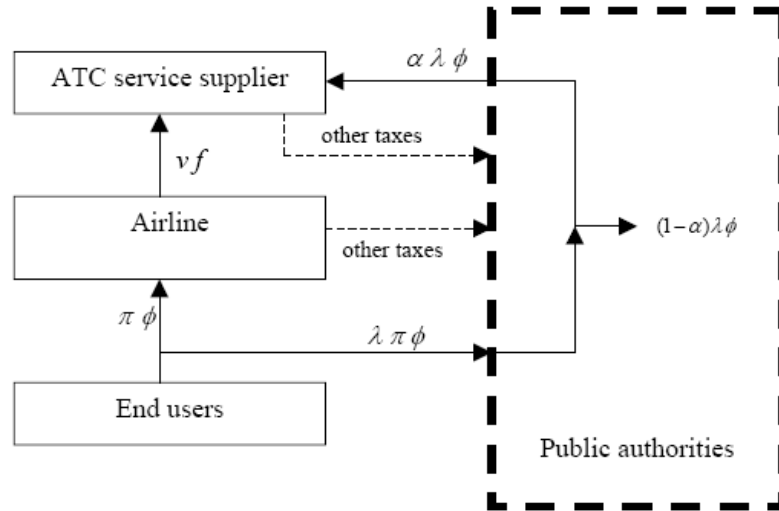 ATC service supplier
α λ ϕ
other taxes
v f
Airline
other taxes
(1−α)λϕ
π ϕ
λ π ϕ
End users
Public authorities